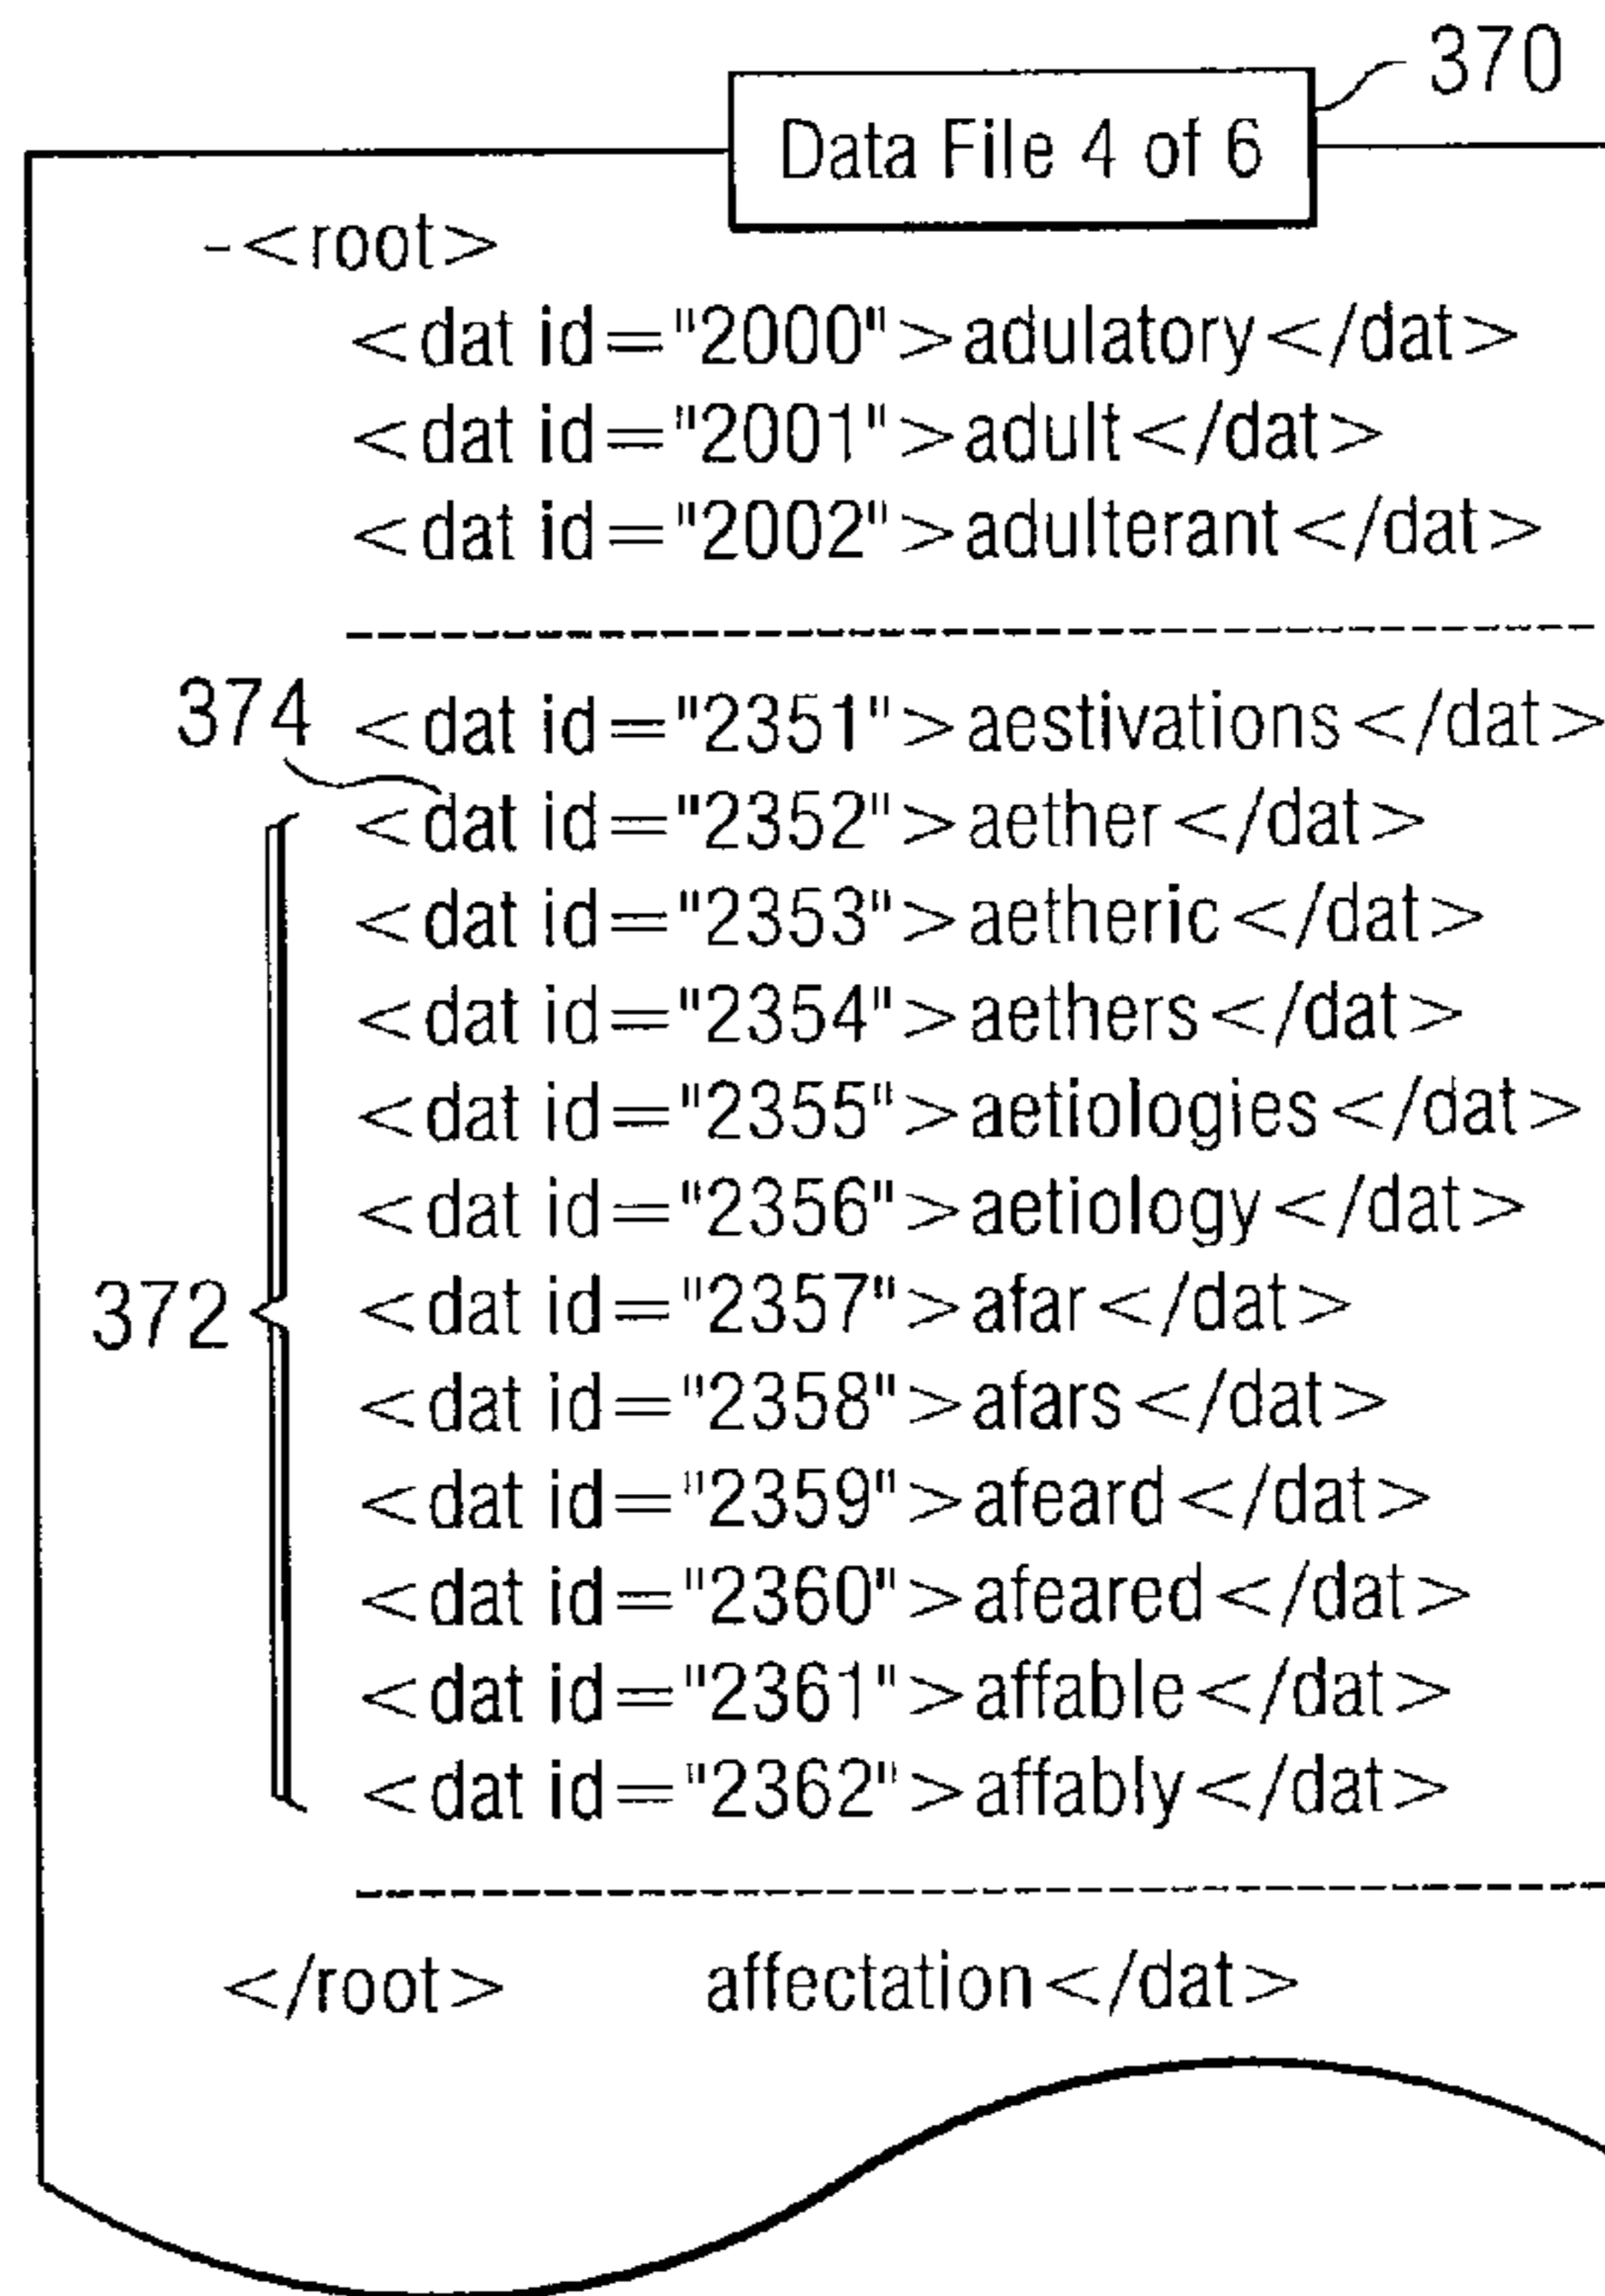 370
Data File 4 of 6
-<root>
<dat id="2000">adulatory</dat>
<dat id="2001">adult</dat>
<dat id="2002">adulterant</dat>
374 <dat id="2351">aestivations</dat>
<dat id="2352">aether</dat>
<dat id="2353">aetheric</dat>
<dat id="2354">aethers</dat>
<dat id="2355">aetiologies</dat>
<dat id="2356">aetiology</dat>
372 <dat id="2357">afar</dat>
<dat id="2358">afars</dat>
<dat id="2359">afeard</dat>
<dat id="2360">afeared</dat>
<dat id="2361">affable</dat>
<dat id="2362">affably</dat>
</root> affectation</dat>